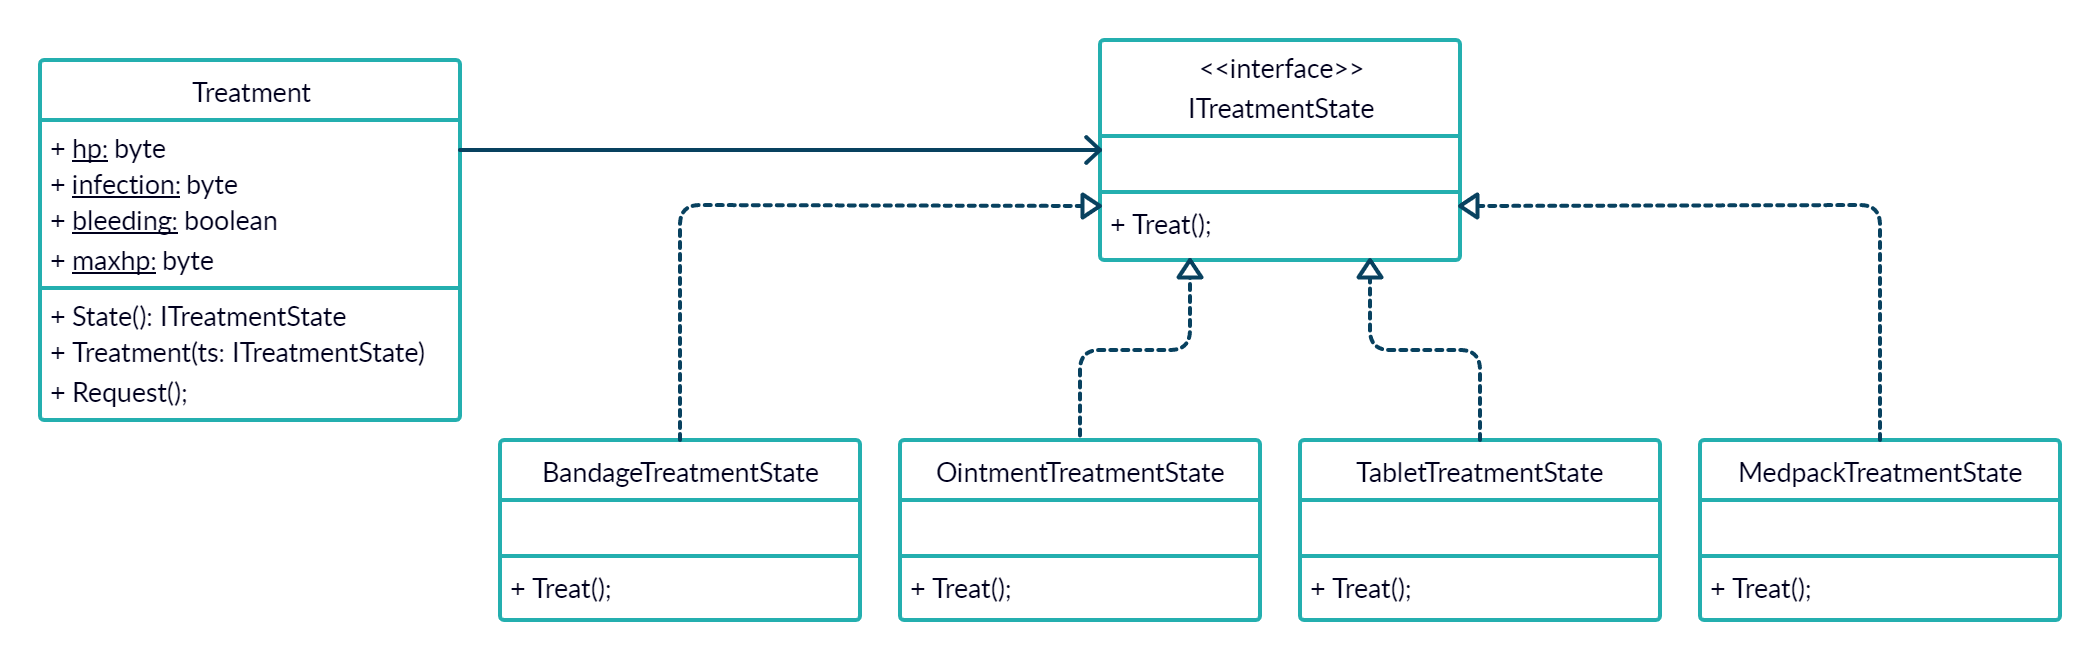 Treatment
+ hp: byte
+ infection: byte
+ bleeding: boolean
+ maxhp: byte
+ State(): ITreatmentState
+ Treatment(ts: ITreatmentState)
+ Request();
<<interface>>
ITreatmentState
+ Treat();
BandageTreatmentState
+ Treat();
OintmentTreatmentState
+ Treat();
TabletTreatmentState
+ Treat();
MedpackTreatmentState
+ Treat();